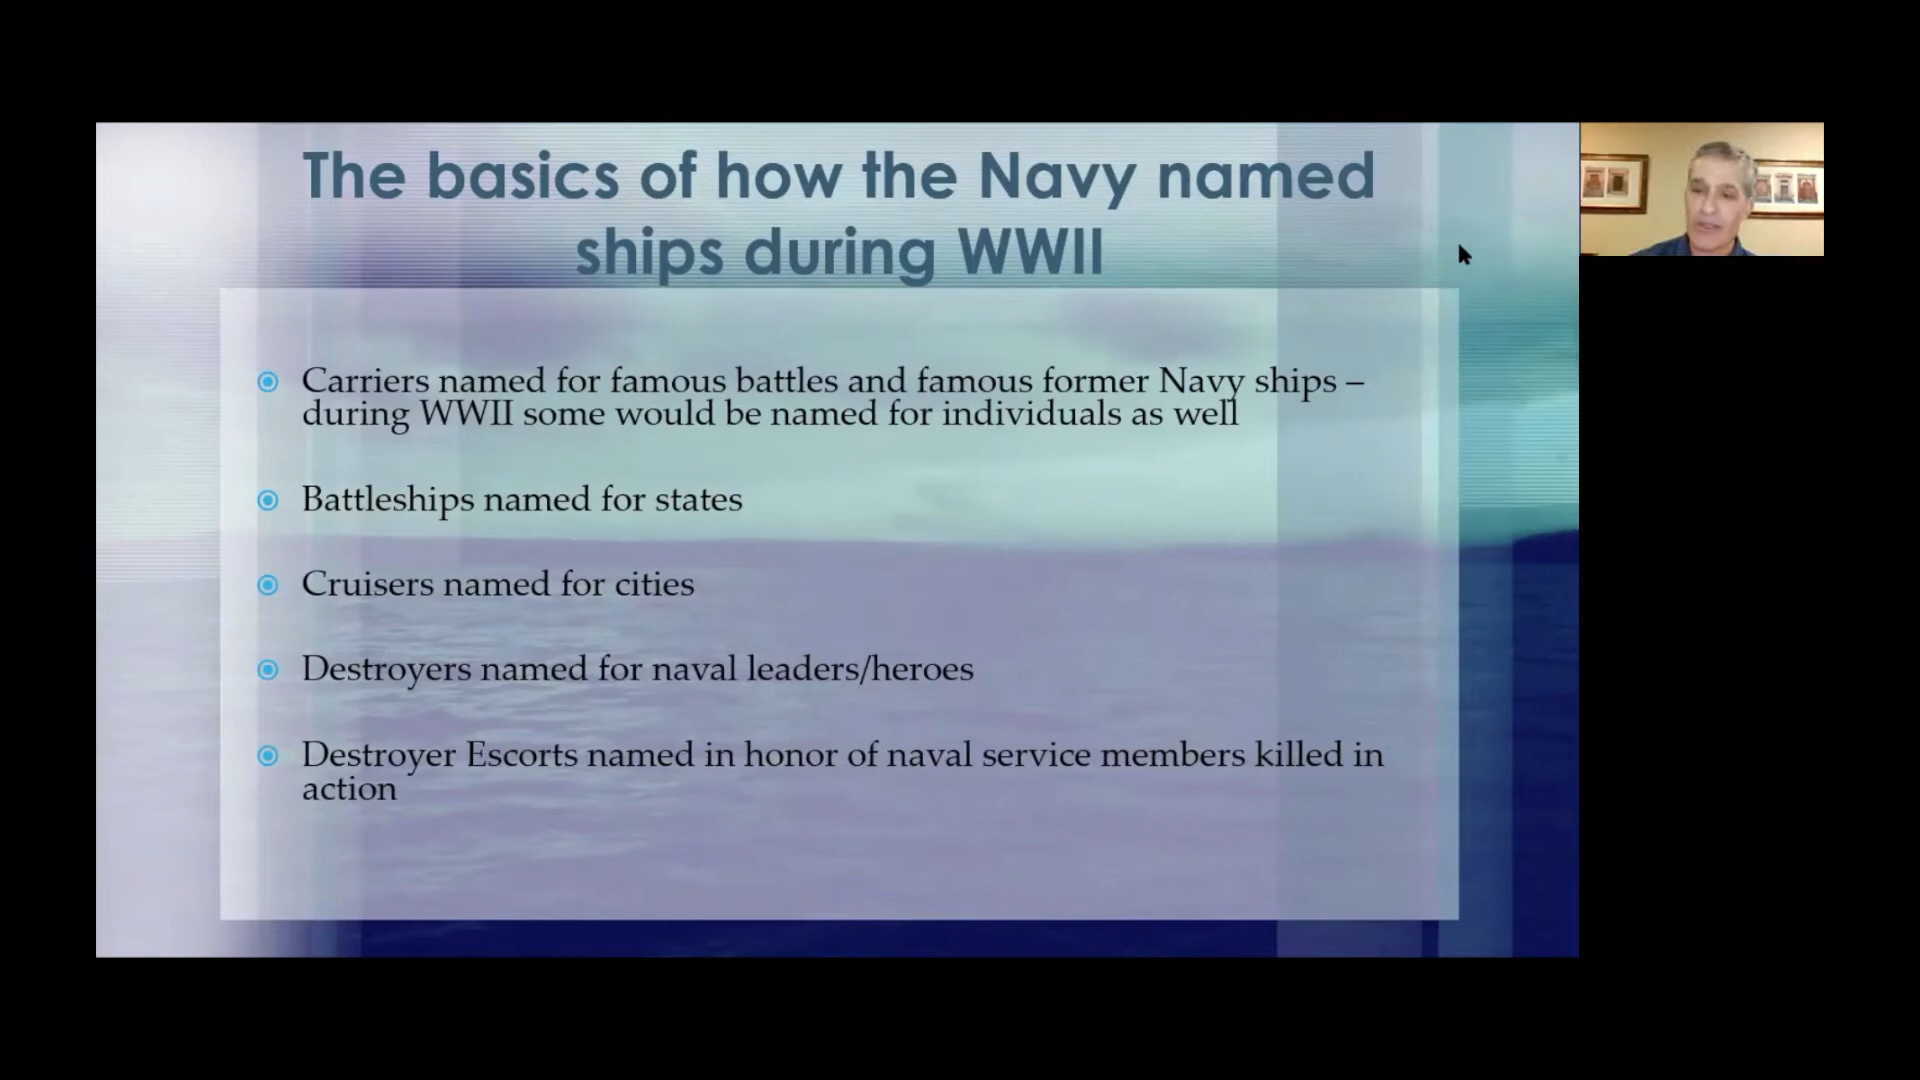 The basics of how the Navy named
ships during WWII
Carriers named for famous battles and famous former Navy ships –
during WWII some would be named for individuals as well
Battleships named for states
Cruisers named for cities
Destroyers named for naval leaders/heroes
Destroyer Escorts named in honor of naval service members killed in
action